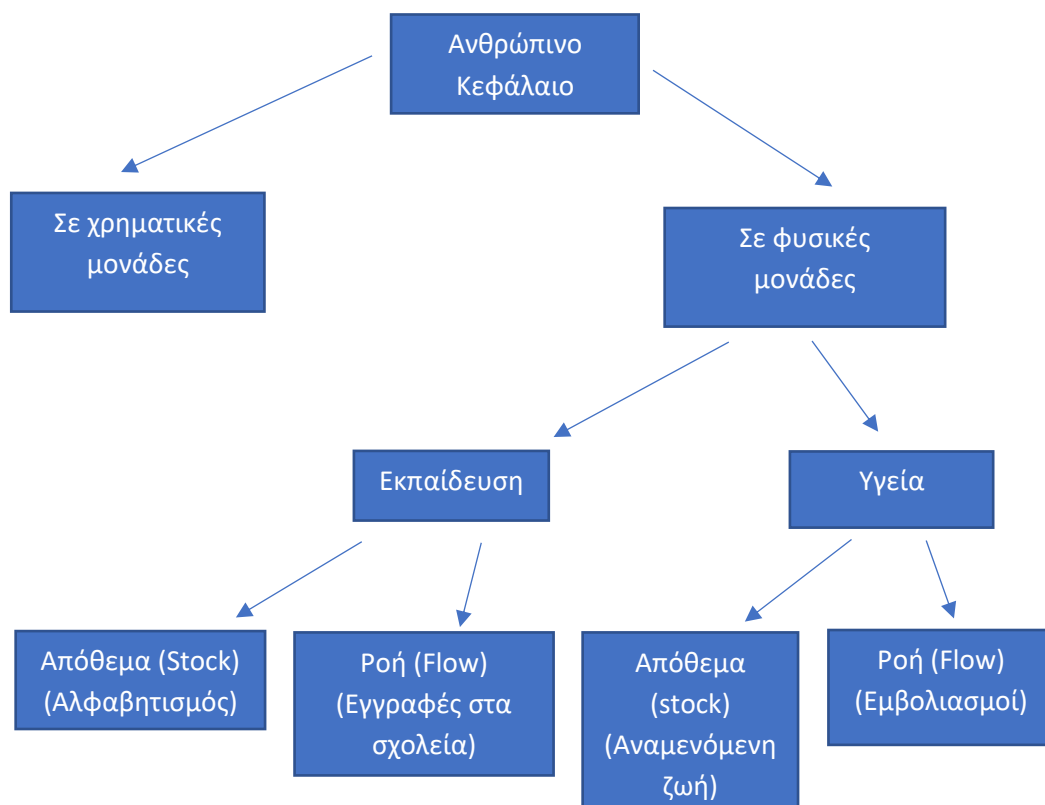 Ανθρώπινο
Κεφάλαιο
Σε χρηματικές
μονάδες
Σε φυσικές
μονάδες
Εκπαίδευση
Υγεία
Απόθεμα (Stock)
(Αλφαβητισμός)
Ροή (Flow)
(Εγγραφές στα
σχολεία)
Απόθεμα
(stock)
(Αναμενόμενη
ζωή)
Ροή (Flow)
(Εμβολιασμοί)